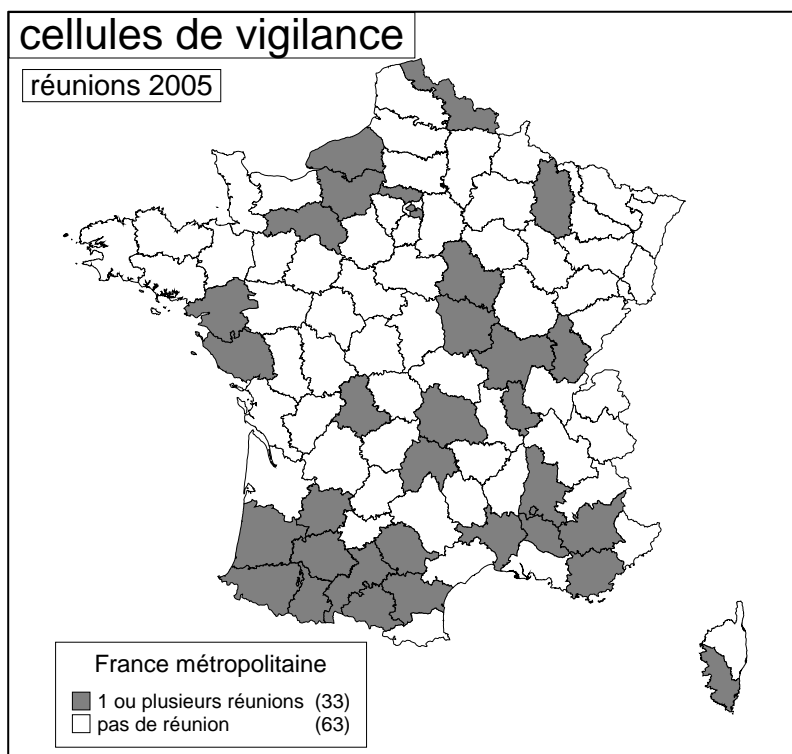 cellules de vigilance
réunions 2005
France métropolitaine
1 ou plusieurs réunions (33)
pas de réunion (63)